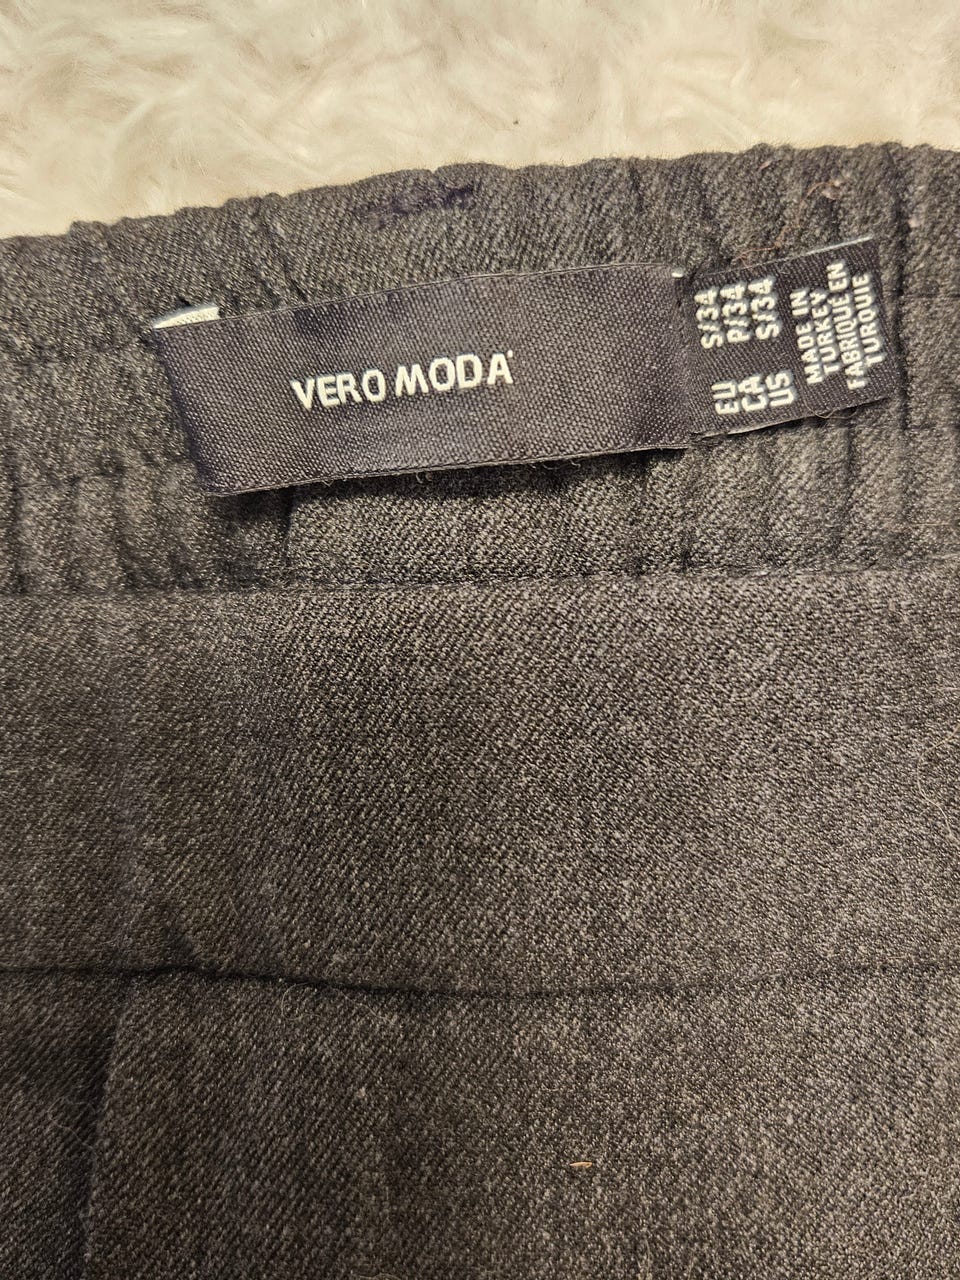 VERO MODA
EU S/34
CA P/34
US S/34
MADE IN
TURKEY
FABRIQUÉ EN
TURQUIE